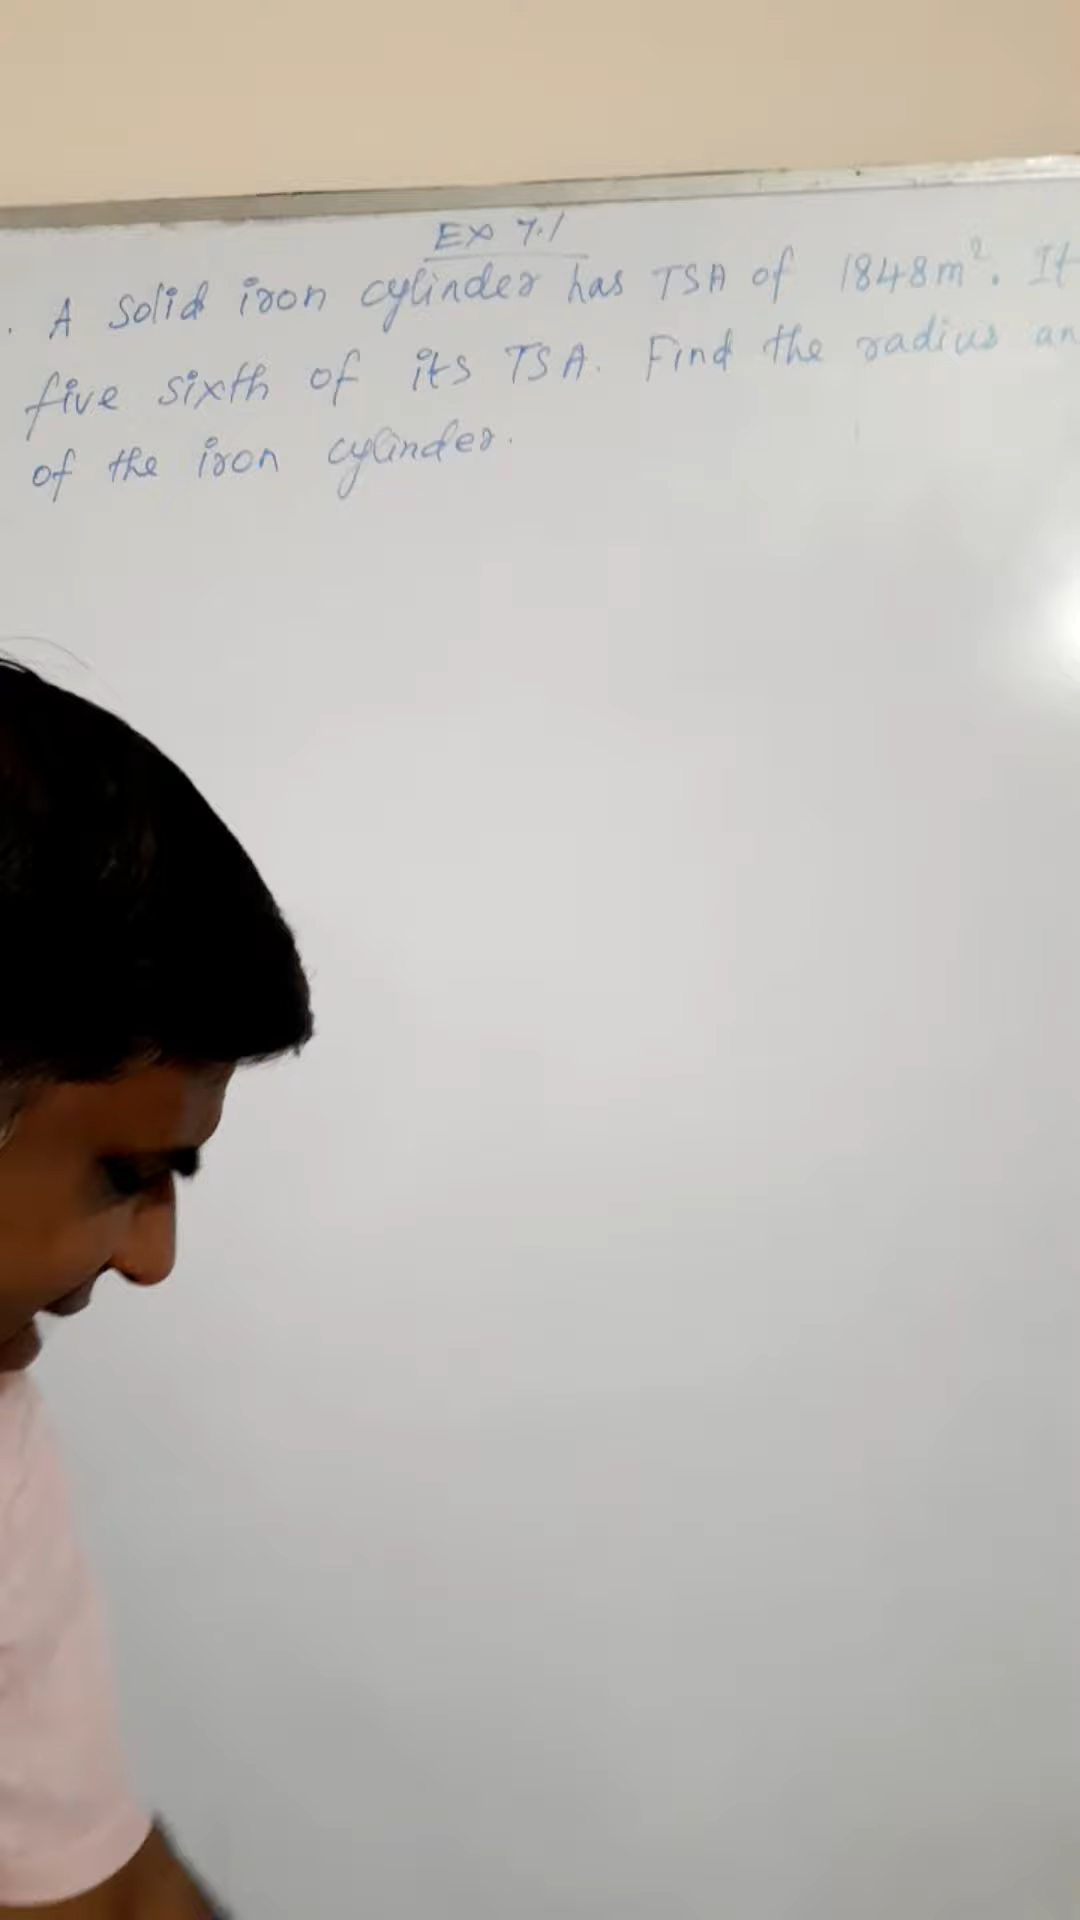 Ex 7.1
. A solid iron cylinder has TSA of 1848m². It
five sixth of its TSA. Find the radius an
of the iron cylinder.